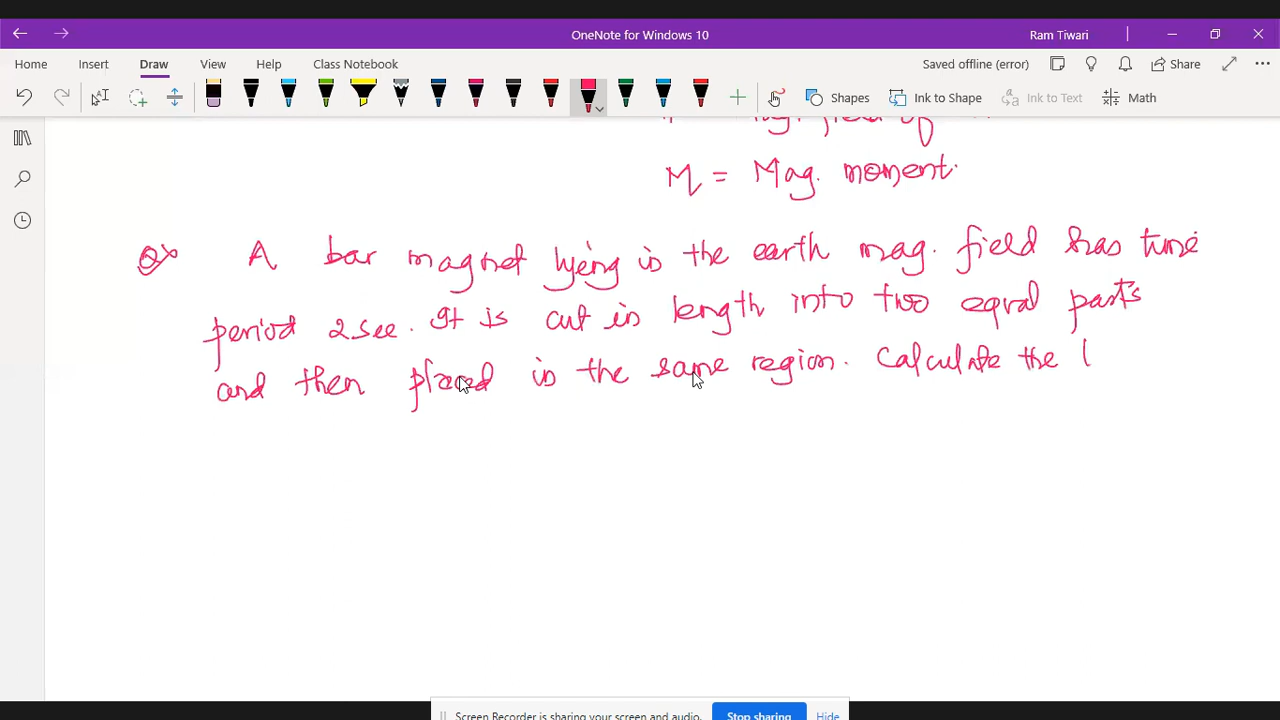 OneNote for Windows 10
Ram Tiwari
Home Insert Draw View Help Class Notebook
Saved offline (error) Share
Shapes Ink to Shape Ink to Text Math
M = Mag. moment.
Q> A bar magnet lyeing is the earth mag. field has time
period 2sec. It is cut in length into two equal parts
and then placed in the same region. Calculate the
Screen Recorder is sharing your screen and audio. Stop sharing Hide